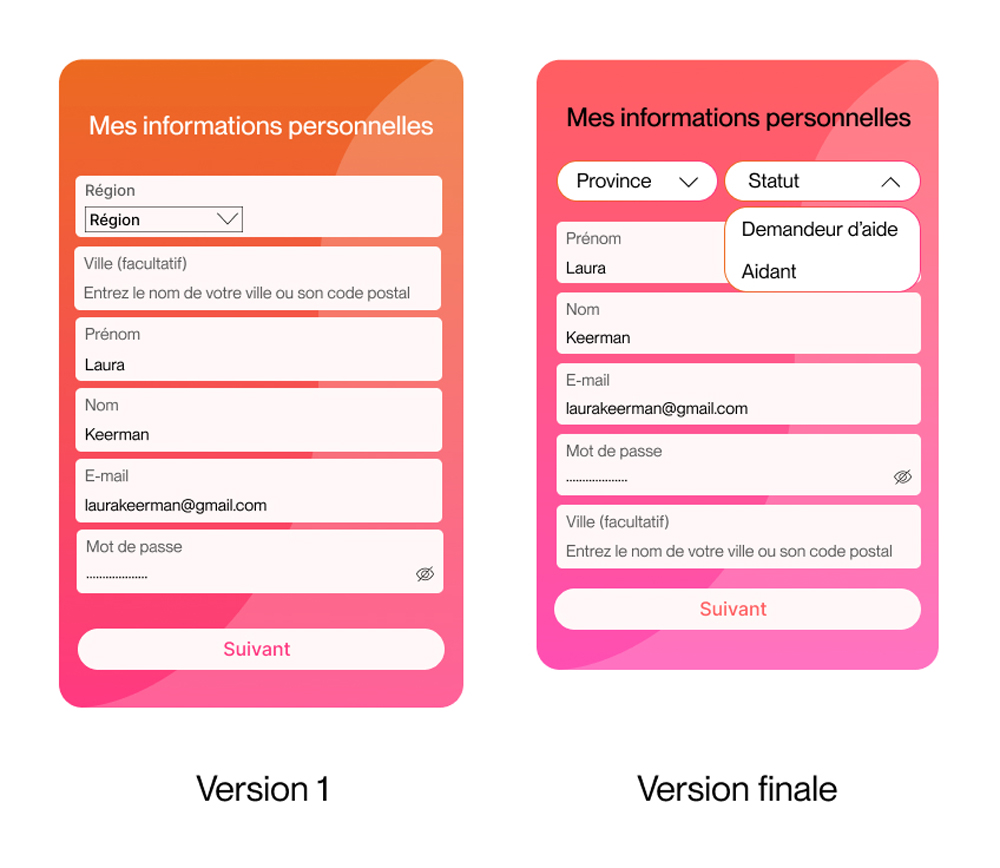 Mes informations personnelles
Région
Région
Ville (facultatif)
Entrez le nom de votre ville ou son code postal
Prénom
Laura
Nom
Keerman
E-mail
laurakeerman@gmail.com
Mot de passe
...................
Suivant
Version 1
Mes informations personnelles
Province
Statut
Demandeur d’aide
Aidant
Prénom
Laura
Nom
Keerman
E-mail
laurakeerman@gmail.com
Mot de passe
...................
Ville (facultatif)
Entrez le nom de votre ville ou son code postal
Suivant
Version finale